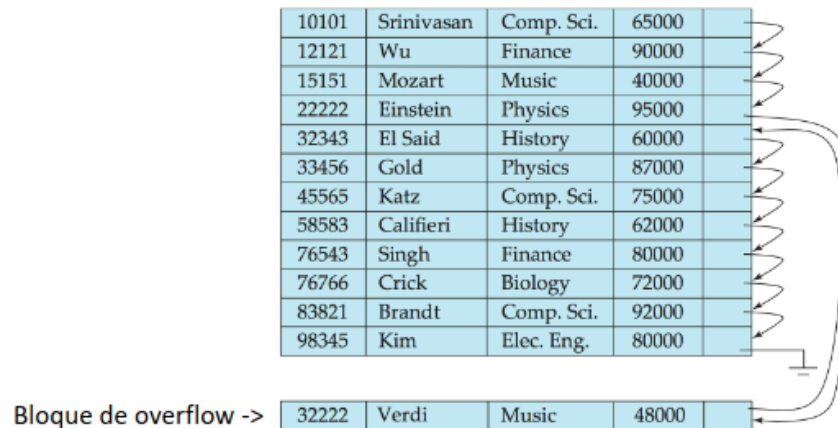 10101 Srinivasan Comp. Sci. 65000
12121 Wu Finance 90000
15151 Mozart Music 40000
22222 Einstein Physics 95000
32343 El Said History 60000
33456 Gold Physics 87000
45565 Katz Comp. Sci. 75000
58583 Califieri History 62000
76543 Singh Finance 80000
76766 Crick Biology 72000
83821 Brandt Comp. Sci. 92000
98345 Kim Elec. Eng. 80000
Bloque de overflow -> 32222 Verdi Music 48000